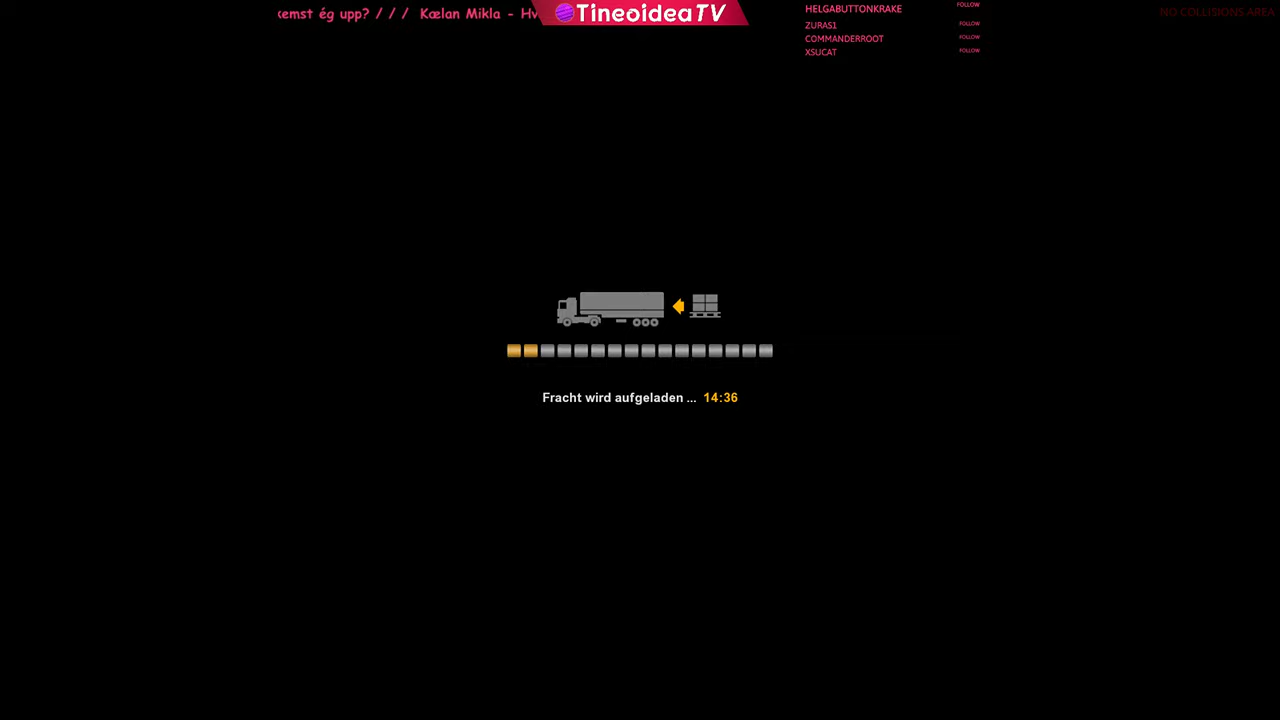 kemst ég upp? / / /  Kælan Mikla - Hv
TineoideaTV
HELGABUTTONKRAKE FOLLOW
ZURAS1 FOLLOW
COMMANDERROOT FOLLOW
XSUCAT FOLLOW
NO COLLISIONS AREA
Fracht wird aufgeladen ... 14:36